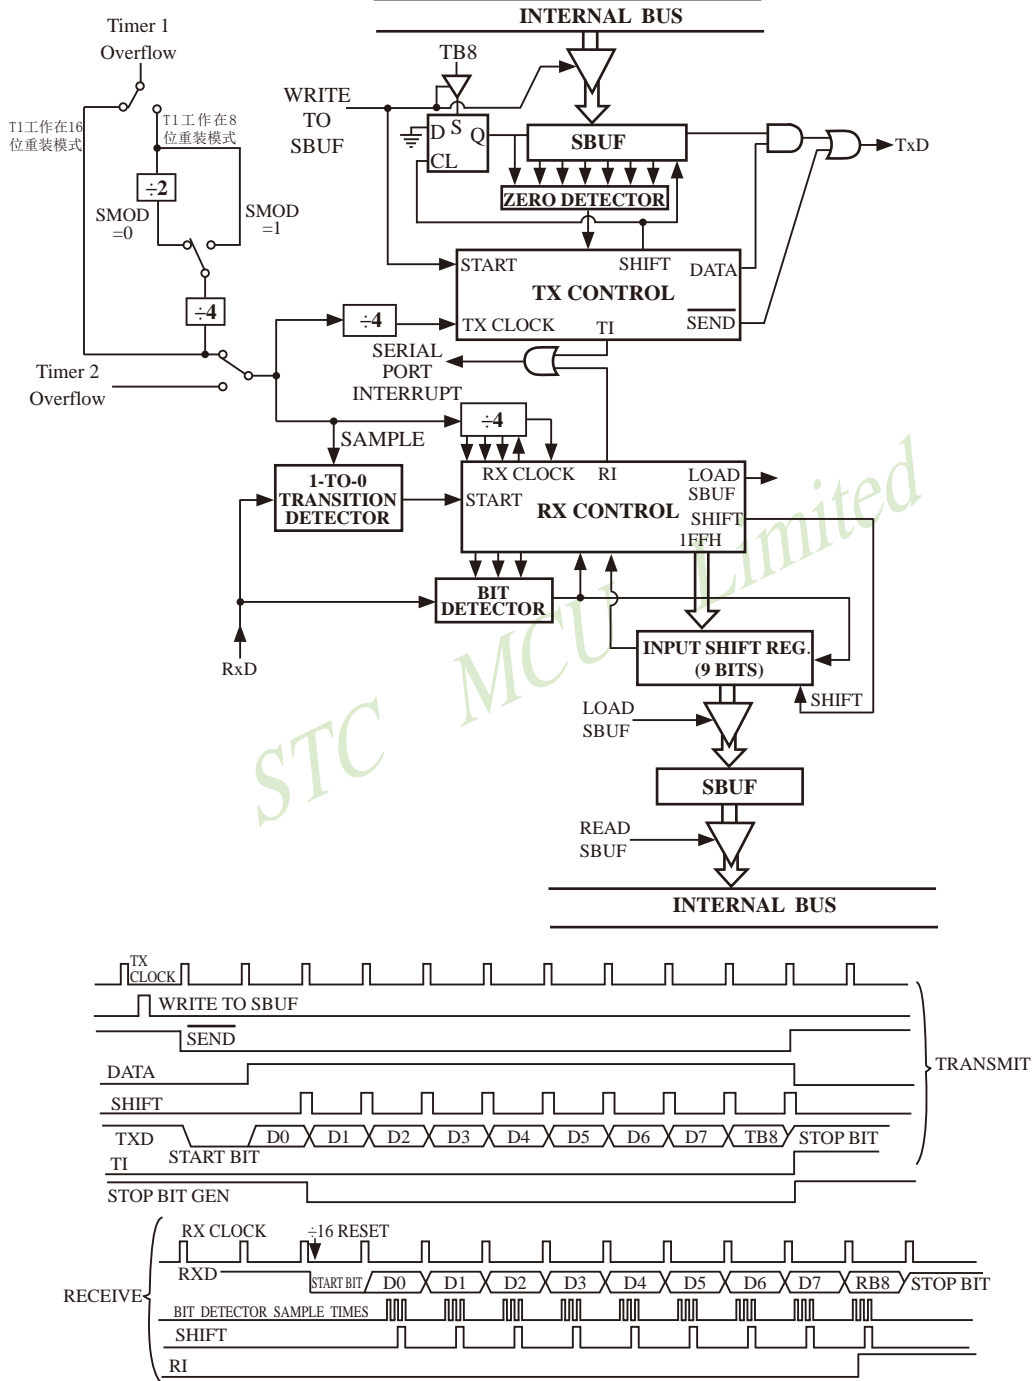 INTERNAL BUS
Timer 1
Overflow
TB8
WRITE
TO
SBUF
T1工作在16
位重装模式
T1工作在8
位重装模式
D
S
Q
CL
SBUF
TxD
÷2
ZERO DETECTOR
SMOD
=0
SMOD
=1
START
SHIFT
DATA
TX CONTROL
÷4
÷4
TX CLOCK
TI
SEND
SERIAL
PORT
INTERRUPT
Timer 2
Overflow
÷4
SAMPLE
1-TO-0
TRANSITION
DETECTOR
RX CLOCK
RI
LOAD
SBUF
START
RX CONTROL
SHIFT
1FFH
BIT
DETECTOR
RxD
INPUT SHIFT REG.
(9 BITS)
SHIFT
LOAD
SBUF
SBUF
READ
SBUF
INTERNAL BUS
STC MCU Limited
TX
CLOCK
WRITE TO SBUF
SEND
DATA
TRANSMIT
SHIFT
TXD
START BIT
D0 D1 D2 D3 D4 D5 D6 D7 TB8
STOP BIT
TI
STOP BIT GEN
RX CLOCK
÷16 RESET
RXD
START BIT
D0 D1 D2 D3 D4 D5 D6 D7 RB8
STOP BIT
RECEIVE
BIT DETECTOR SAMPLE TIMES
SHIFT
RI